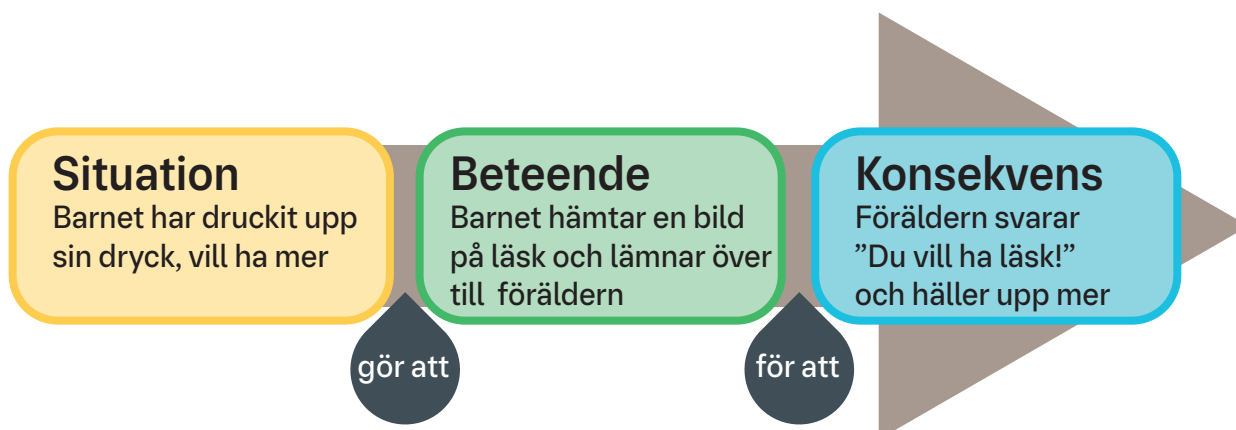 Situation
Barnet har druckit upp
sin dryck, vill ha mer
gör att
Beteende
Barnet hämtar en bild
på läsk och lämnar över
till föräldern
för att
Konsekvens
Föräldern svarar
”Du vill ha läsk!”
och häller upp mer